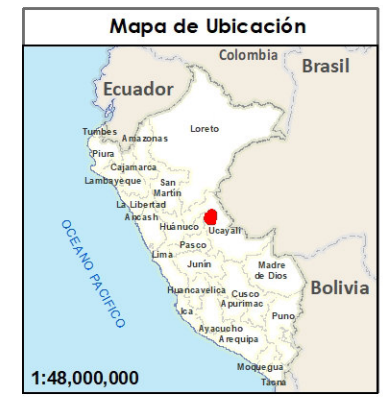 Mapa de Ubicación
Colombia
Brasil
Ecuador
Tumbes
Amazonas
Loreto
Piura
Cajamarca
Lambayeque
San
Martín
La Libertad
Ancash
Huánuco
Ucayali
Pasco
Lima
Junín
Madre
de Dios
OCEANO PACIFICO
Huancavelica
Cusco
Apurimac
Bolivia
Ica
Puno
Ayacucho
Arequipa
Moquegua
Tacna
1:48,000,000